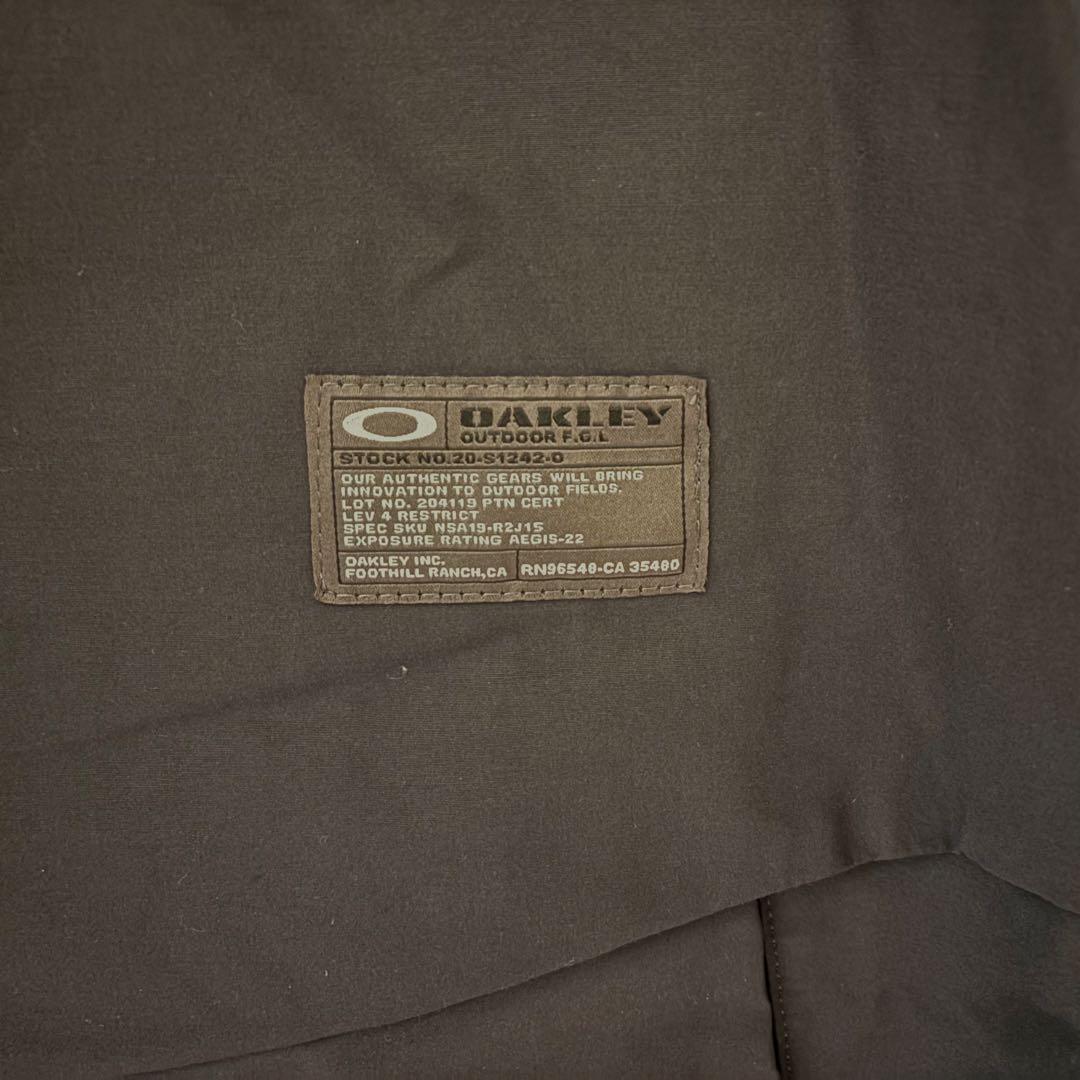 OAKLEY
OUTDOOR F.G.L
STOCK NO.20-S1242-0
OUR AUTHENTIC GEARS WILL BRING
INNOVATION TO OUTDOOR FIELDS.
LOT NO. 204119 PTN CERT
LEV 4 RESTRICT
SPEC SKU NSA19-R2J15
EXPOSURE RATING AEGIS-22
OAKLEY INC.
FOOTHILL RANCH,CA
RN96548-CA 35480